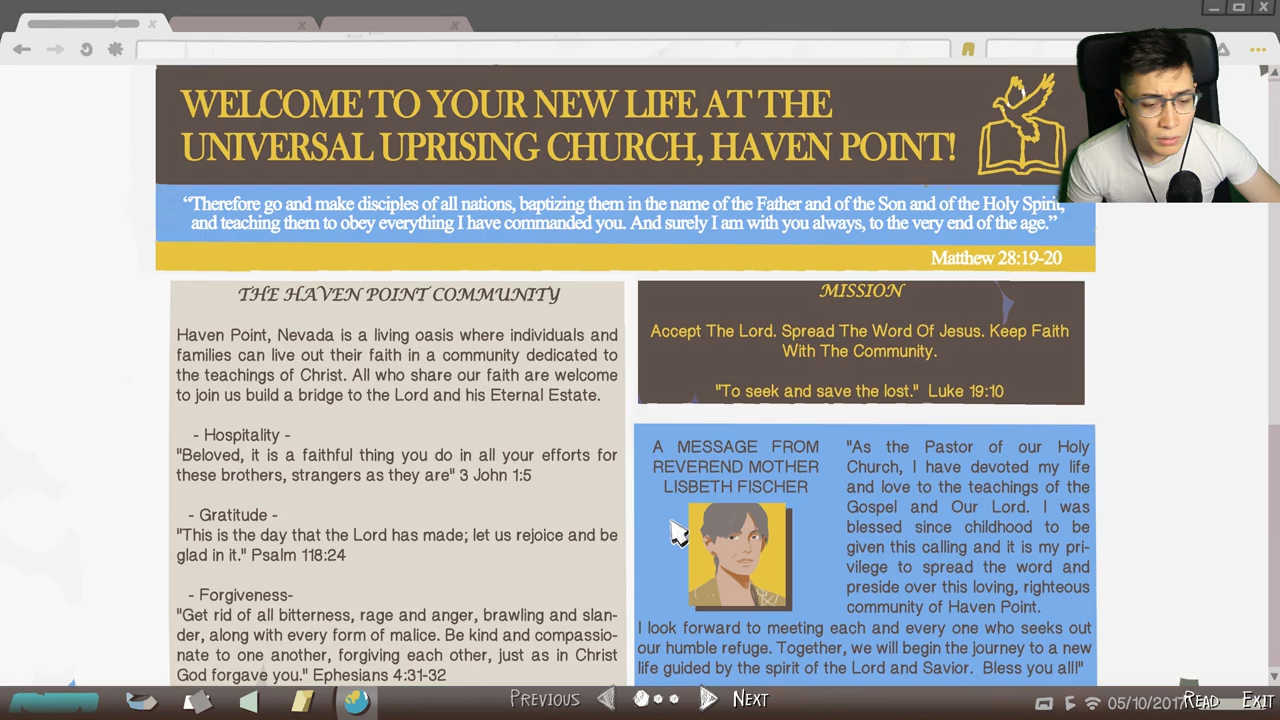 WELCOME TO YOUR NEW LIFE AT THE
UNIVERSAL UPRISING CHURCH, HAVEN POINT!
“Therefore go and make disciples of all nations, baptizing them in the name of the Father and of the Son and of the Holy Spirit,
and teaching them to obey everything I have commanded you. And surely I am with you always, to the very end of the age.”
Matthew 28:19-20
THE HAVEN POINT COMMUNITY
Haven Point, Nevada is a living oasis where individuals and
families can live out their faith in a community dedicated to
the teachings of Christ. All who share our faith are welcome
to join us build a bridge to the Lord and his Eternal Estate.
- Hospitality -
"Beloved, it is a faithful thing you do in all your efforts for
these brothers, strangers as they are" 3 John 1:5
- Gratitude -
"This is the day that the Lord has made; let us rejoice and be
glad in it." Psalm 118:24
- Forgiveness-
"Get rid of all bitterness, rage and anger, brawling and slan-
der, along with every form of malice. Be kind and compassio-
nate to one another, forgiving each other, just as in Christ
God forgave you." Ephesians 4:31-32
MISSION
Accept The Lord. Spread The Word Of Jesus. Keep Faith
With The Community.
"To seek and save the lost." Luke 19:10
A MESSAGE FROM
REVEREND MOTHER
LISBETH FISCHER
"As the Pastor of our Holy
Church, I have devoted my life
and love to the teachings of the
Gospel and Our Lord. I was
blessed since childhood to be
given this calling and it is my pri-
vilege to spread the word and
preside over this loving, righteous
community of Haven Point.
I look forward to meeting each and every one who seeks out
our humble refuge. Together, we will begin the journey to a new
life guided by the spirit of the Lord and Savior. Bless you all!"
PREVIOUS
NEXT
05/10/2017
READ
EXIT